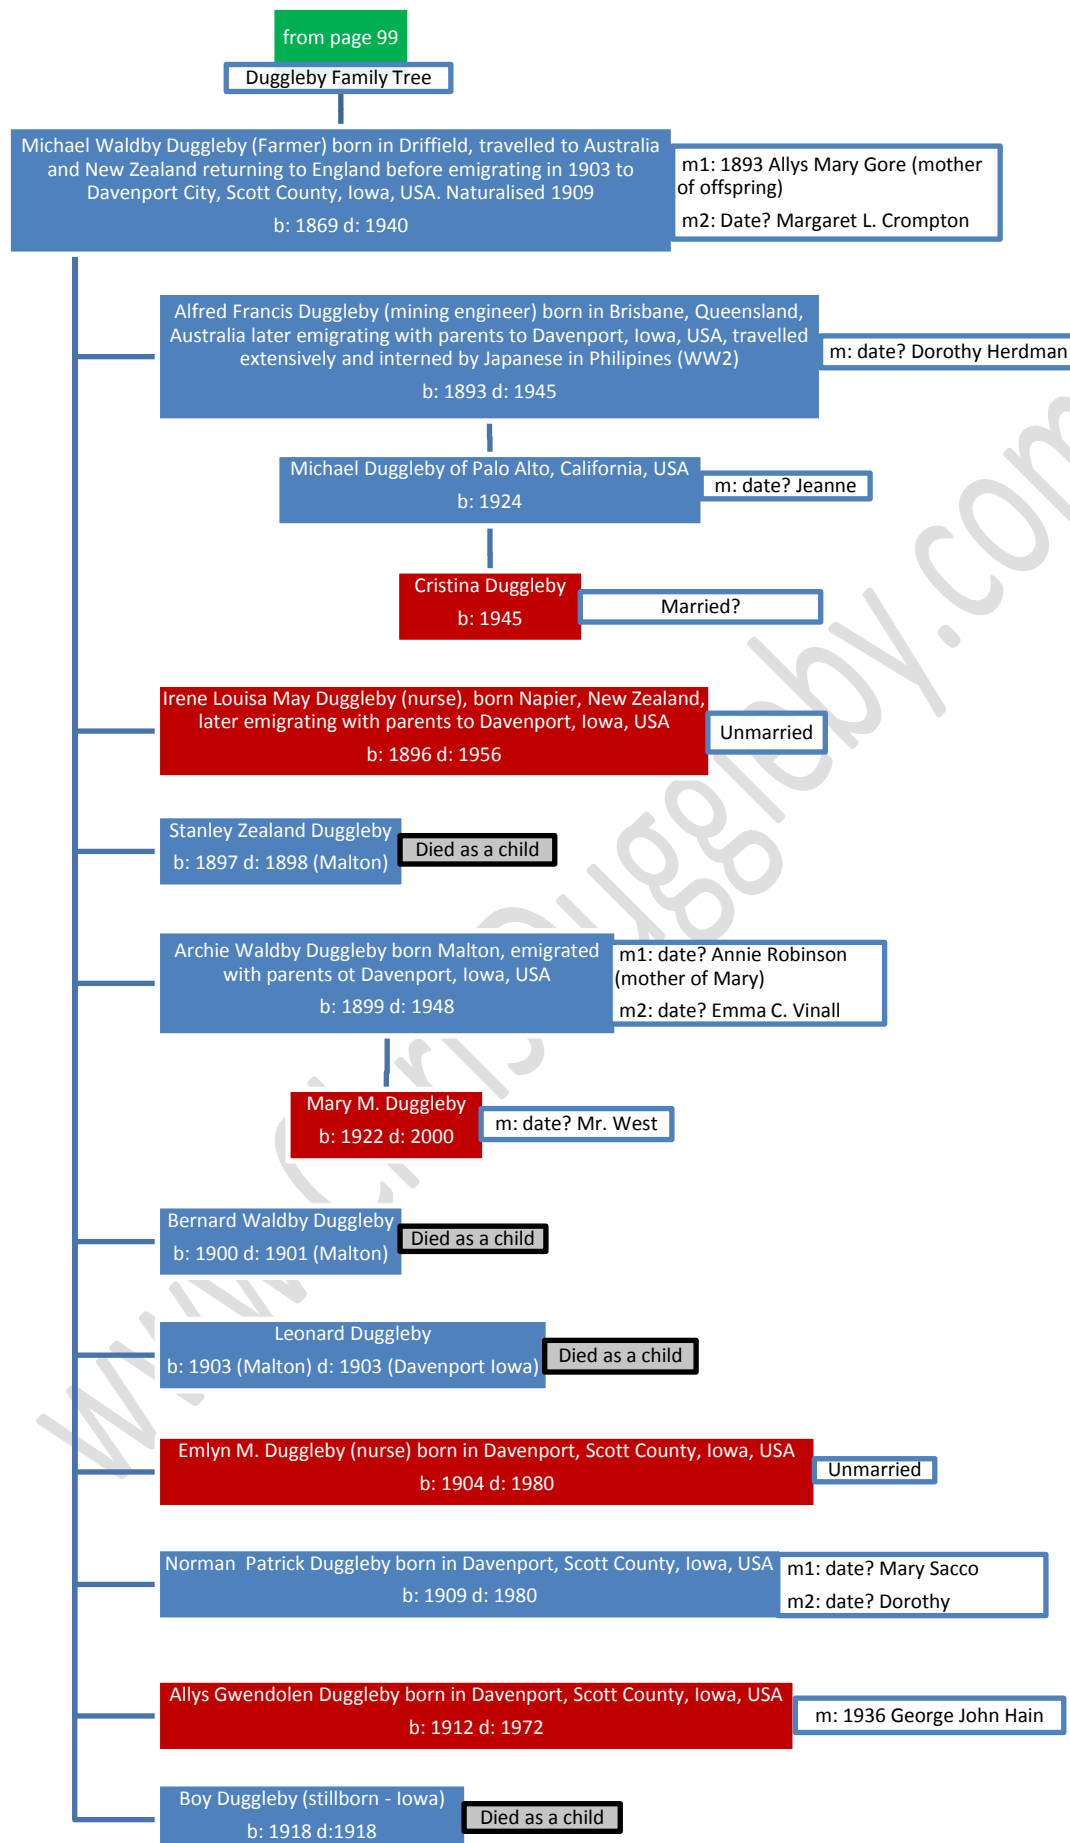 from page 99
Duggleby Family Tree
Michael Waldby Duggleby (Farmer) born in Driffield, travelled to Australia
and New Zealand returning to England before emigrating in 1903 to
Davenport City, Scott County, Iowa, USA. Naturalised 1909
b: 1869 d: 1940
m1: 1893 Allys Mary Gore (mother
of offspring)
m2: Date? Margaret L. Crompton
Alfred Francis Duggleby (mining engineer) born in Brisbane, Queensland,
Australia later emigrating with parents to Davenport, Iowa, USA, travelled
extensively and interned by Japanese in Philipines (WW2)
b: 1893 d: 1945
m: date? Dorothy Herdman
Michael Duggleby of Palo Alto, California, USA
b: 1924
m: date? Jeanne
Cristina Duggleby
b: 1945
Married?
Irene Louisa May Duggleby (nurse), born Napier, New Zealand,
later emigrating with parents to Davenport, Iowa, USA
b: 1896 d: 1956
Unmarried
Stanley Zealand Duggleby
b: 1897 d: 1898 (Malton)
Died as a child
Archie Waldby Duggleby born Malton, emigrated
with parents ot Davenport, Iowa, USA
b: 1899 d: 1948
m1: date? Annie Robinson
(mother of Mary)
m2: date? Emma C. Vinall
Mary M. Duggleby
b: 1922 d: 2000
m: date? Mr. West
Bernard Waldby Duggleby
b: 1900 d: 1901 (Malton)
Died as a child
Leonard Duggleby
b: 1903 (Malton) d: 1903 (Davenport Iowa)
Died as a child
Emlyn M. Duggleby (nurse) born in Davenport, Scott County, Iowa, USA
b: 1904 d: 1980
Unmarried
Norman  Patrick Duggleby born in Davenport, Scott County, Iowa, USA
b: 1909 d: 1980
m1: date? Mary Sacco
m2: date? Dorothy
Allys Gwendolen Duggleby born in Davenport, Scott County, Iowa, USA
b: 1912 d: 1972
m: 1936 George John Hain
Boy Duggleby (stillborn - Iowa)
b: 1918 d:1918
Died as a child
www.ChrisDuggleby.com